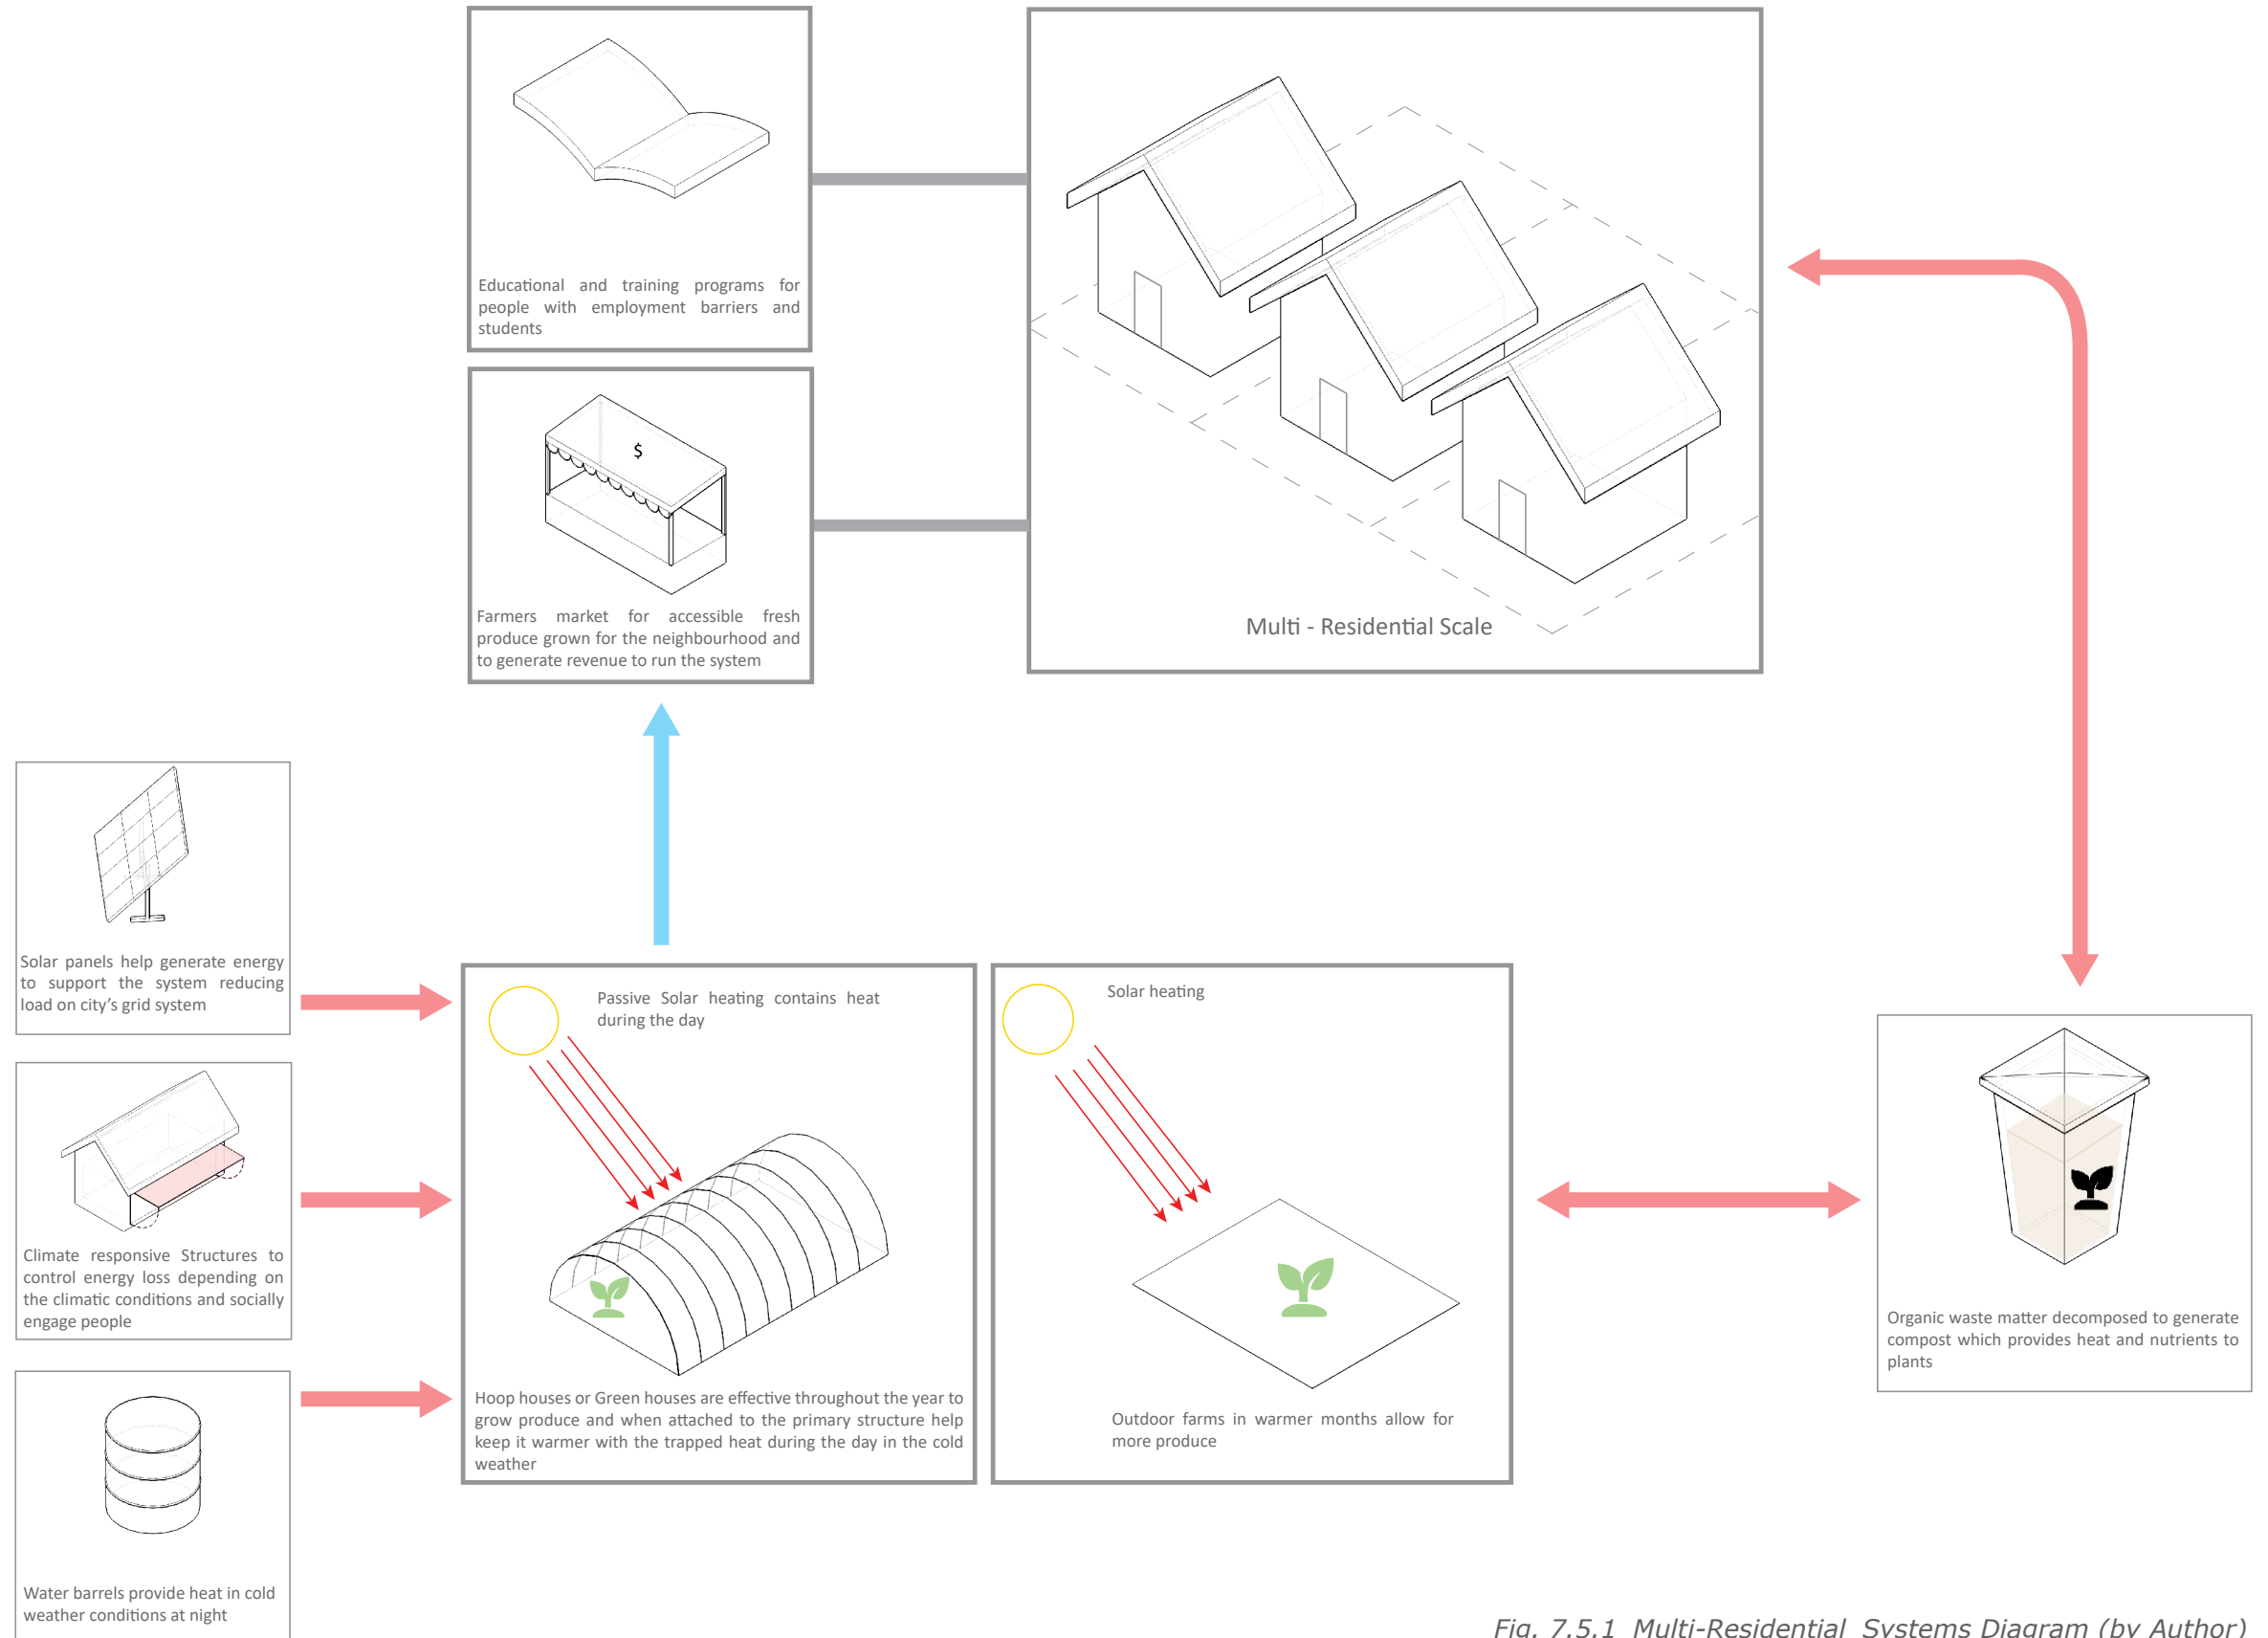 Educational and training programs for
people with employment barriers and
students
$
Farmers market for accessible fresh
produce grown for the neighbourhood and
to generate revenue to run the system
Multi - Residential Scale
Solar panels help generate energy
to support the system reducing
load on city’s grid system
Climate responsive Structures to
control energy loss depending on
the climatic conditions and socially
engage people
Water barrels provide heat in cold
weather conditions at night
Passive Solar heating contains heat
during the day
Hoop houses or Green houses are effective throughout the year to
grow produce and when attached to the primary structure help
keep it warmer with the trapped heat during the day in the cold
weather
Solar heating
Outdoor farms in warmer months allow for
more produce
Organic waste matter decomposed to generate
compost which provides heat and nutrients to
plants
Fig. 7.5.1 Multi-Residential Systems Diagram (by Author)